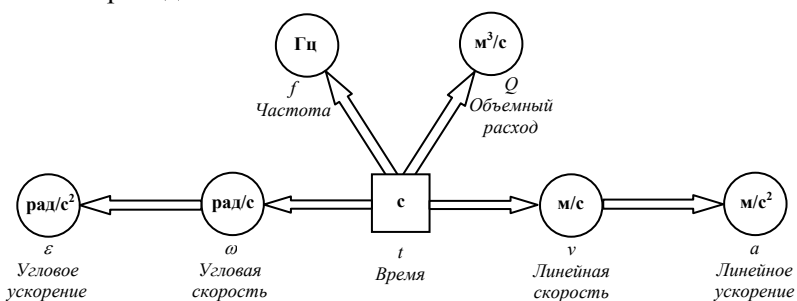 Гц
м³/с
f
Частота
Q
Объемный
расход
рад/с²
рад/с
с
м/с
м/с²
ε
Угловое
ускорение
ω
Угловая
скорость
t
Время
v
Линейная
скорость
a
Линейное
ускорение